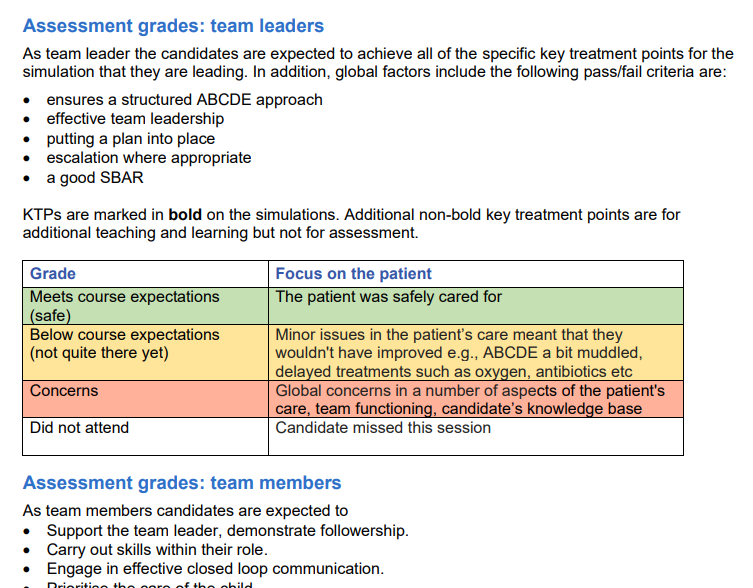 Assessment grades: team leaders
As team leader the candidates are expected to achieve all of the specific key treatment points for the
simulation that they are leading. In addition, global factors include the following pass/fail criteria are:
• ensures a structured ABCDE approach
• effective team leadership
• putting a plan into place
• escalation where appropriate
• a good SBAR
KTPs are marked in bold on the simulations. Additional non-bold key treatment points are for
additional teaching and learning but not for assessment.
Grade
Focus on the patient
Meets course expectations
(safe)
The patient was safely cared for
Below course expectations
(not quite there yet)
Minor issues in the patient's care meant that they
wouldn't have improved e.g., ABCDE a bit muddled,
delayed treatments such as oxygen, antibiotics etc
Concerns
Global concerns in a number of aspects of the patient's
care, team functioning, candidate's knowledge base
Did not attend
Candidate missed this session
Assessment grades: team members
As team members candidates are expected to
• Support the team leader, demonstrate followership.
• Carry out skills within their role.
• Engage in effective closed loop communication.
• Prioritise the care of the child